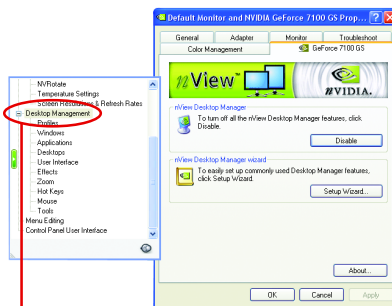 Default Monitor and NVIDIA GeForce 7100 GS Prop...
General Adapter Monitor Troubleshoot
Color Management GeForce 7100 GS
nView
NVIDIA.
nView Desktop Manager
To turn off all the nView Desktop Manager features, click
Disable.
Disable
nView Desktop Manager wizard
To easily set up commonly used Desktop Manager features,
click Setup Wizard.
Setup Wizard...
About...
OK Cancel Apply
NVRotate
Temperature Settings
Screen Resolutions & Refresh Rates
Desktop Management
Profiles
Windows
Applications
Desktops
User Interface
Effects
Zoom
Hot Keys
Mouse
Tools
Menu Editing
Control Panel User Interface